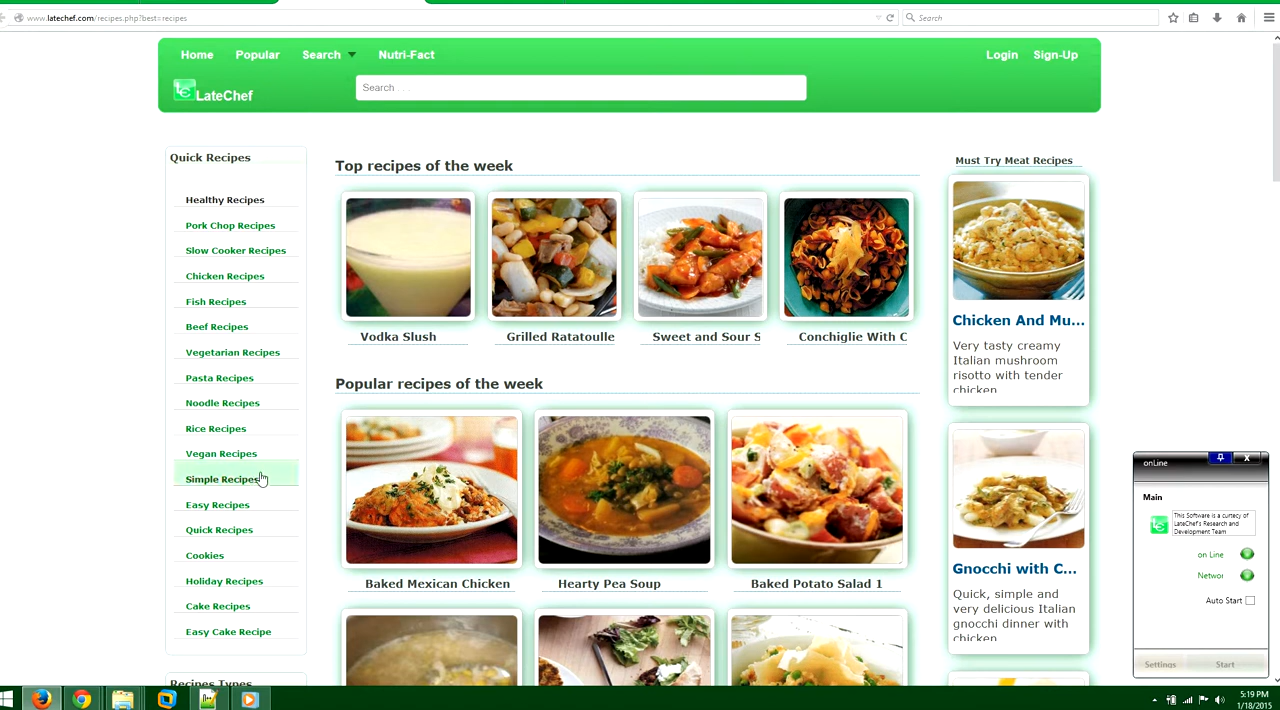 www.latechef.com/recipes.php?best=recipes
Search
Home Popular Search Nutri-Fact Login Sign-Up
LateChef
Search . . .
Quick Recipes
Healthy Recipes
Pork Chop Recipes
Slow Cooker Recipes
Chicken Recipes
Fish Recipes
Beef Recipes
Vegetarian Recipes
Pasta Recipes
Noodle Recipes
Rice Recipes
Vegan Recipes
Simple Recipes
Easy Recipes
Quick Recipes
Cookies
Holiday Recipes
Cake Recipes
Easy Cake Recipe
Recipes Types
Top recipes of the week
Vodka Slush
Grilled Ratatoulle
Sweet and Sour S
Conchiglie With C
Popular recipes of the week
Baked Mexican Chicken
Hearty Pea Soup
Baked Potato Salad 1
Must Try Meat Recipes
Chicken And Mu...
Very tasty creamy
Italian mushroom
risotto with tender
chicken
Gnocchi with C...
Quick, simple and
very delicious Italian
gnocchi dinner with
chicken
onLine
Main
This Software is a curtecy of
LateChef's Research and
Development Team
on Line
Networ
Auto Start
Settings Start
5:19 PM
1/18/2015